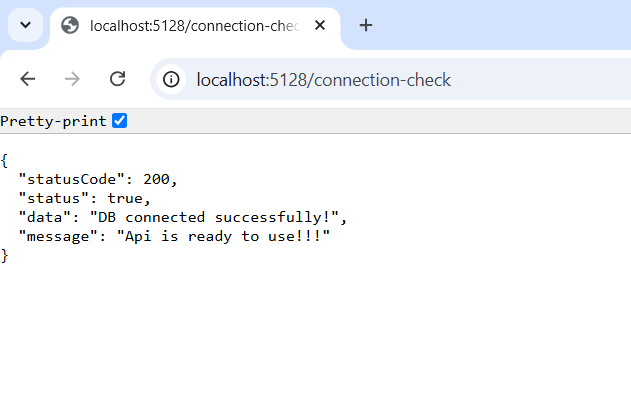 localhost:5128/connection-chec
localhost:5128/connection-check
Pretty-print
{
  "statusCode": 200,
  "status": true,
  "data": "DB connected successfully!",
  "message": "Api is ready to use!!!"
}